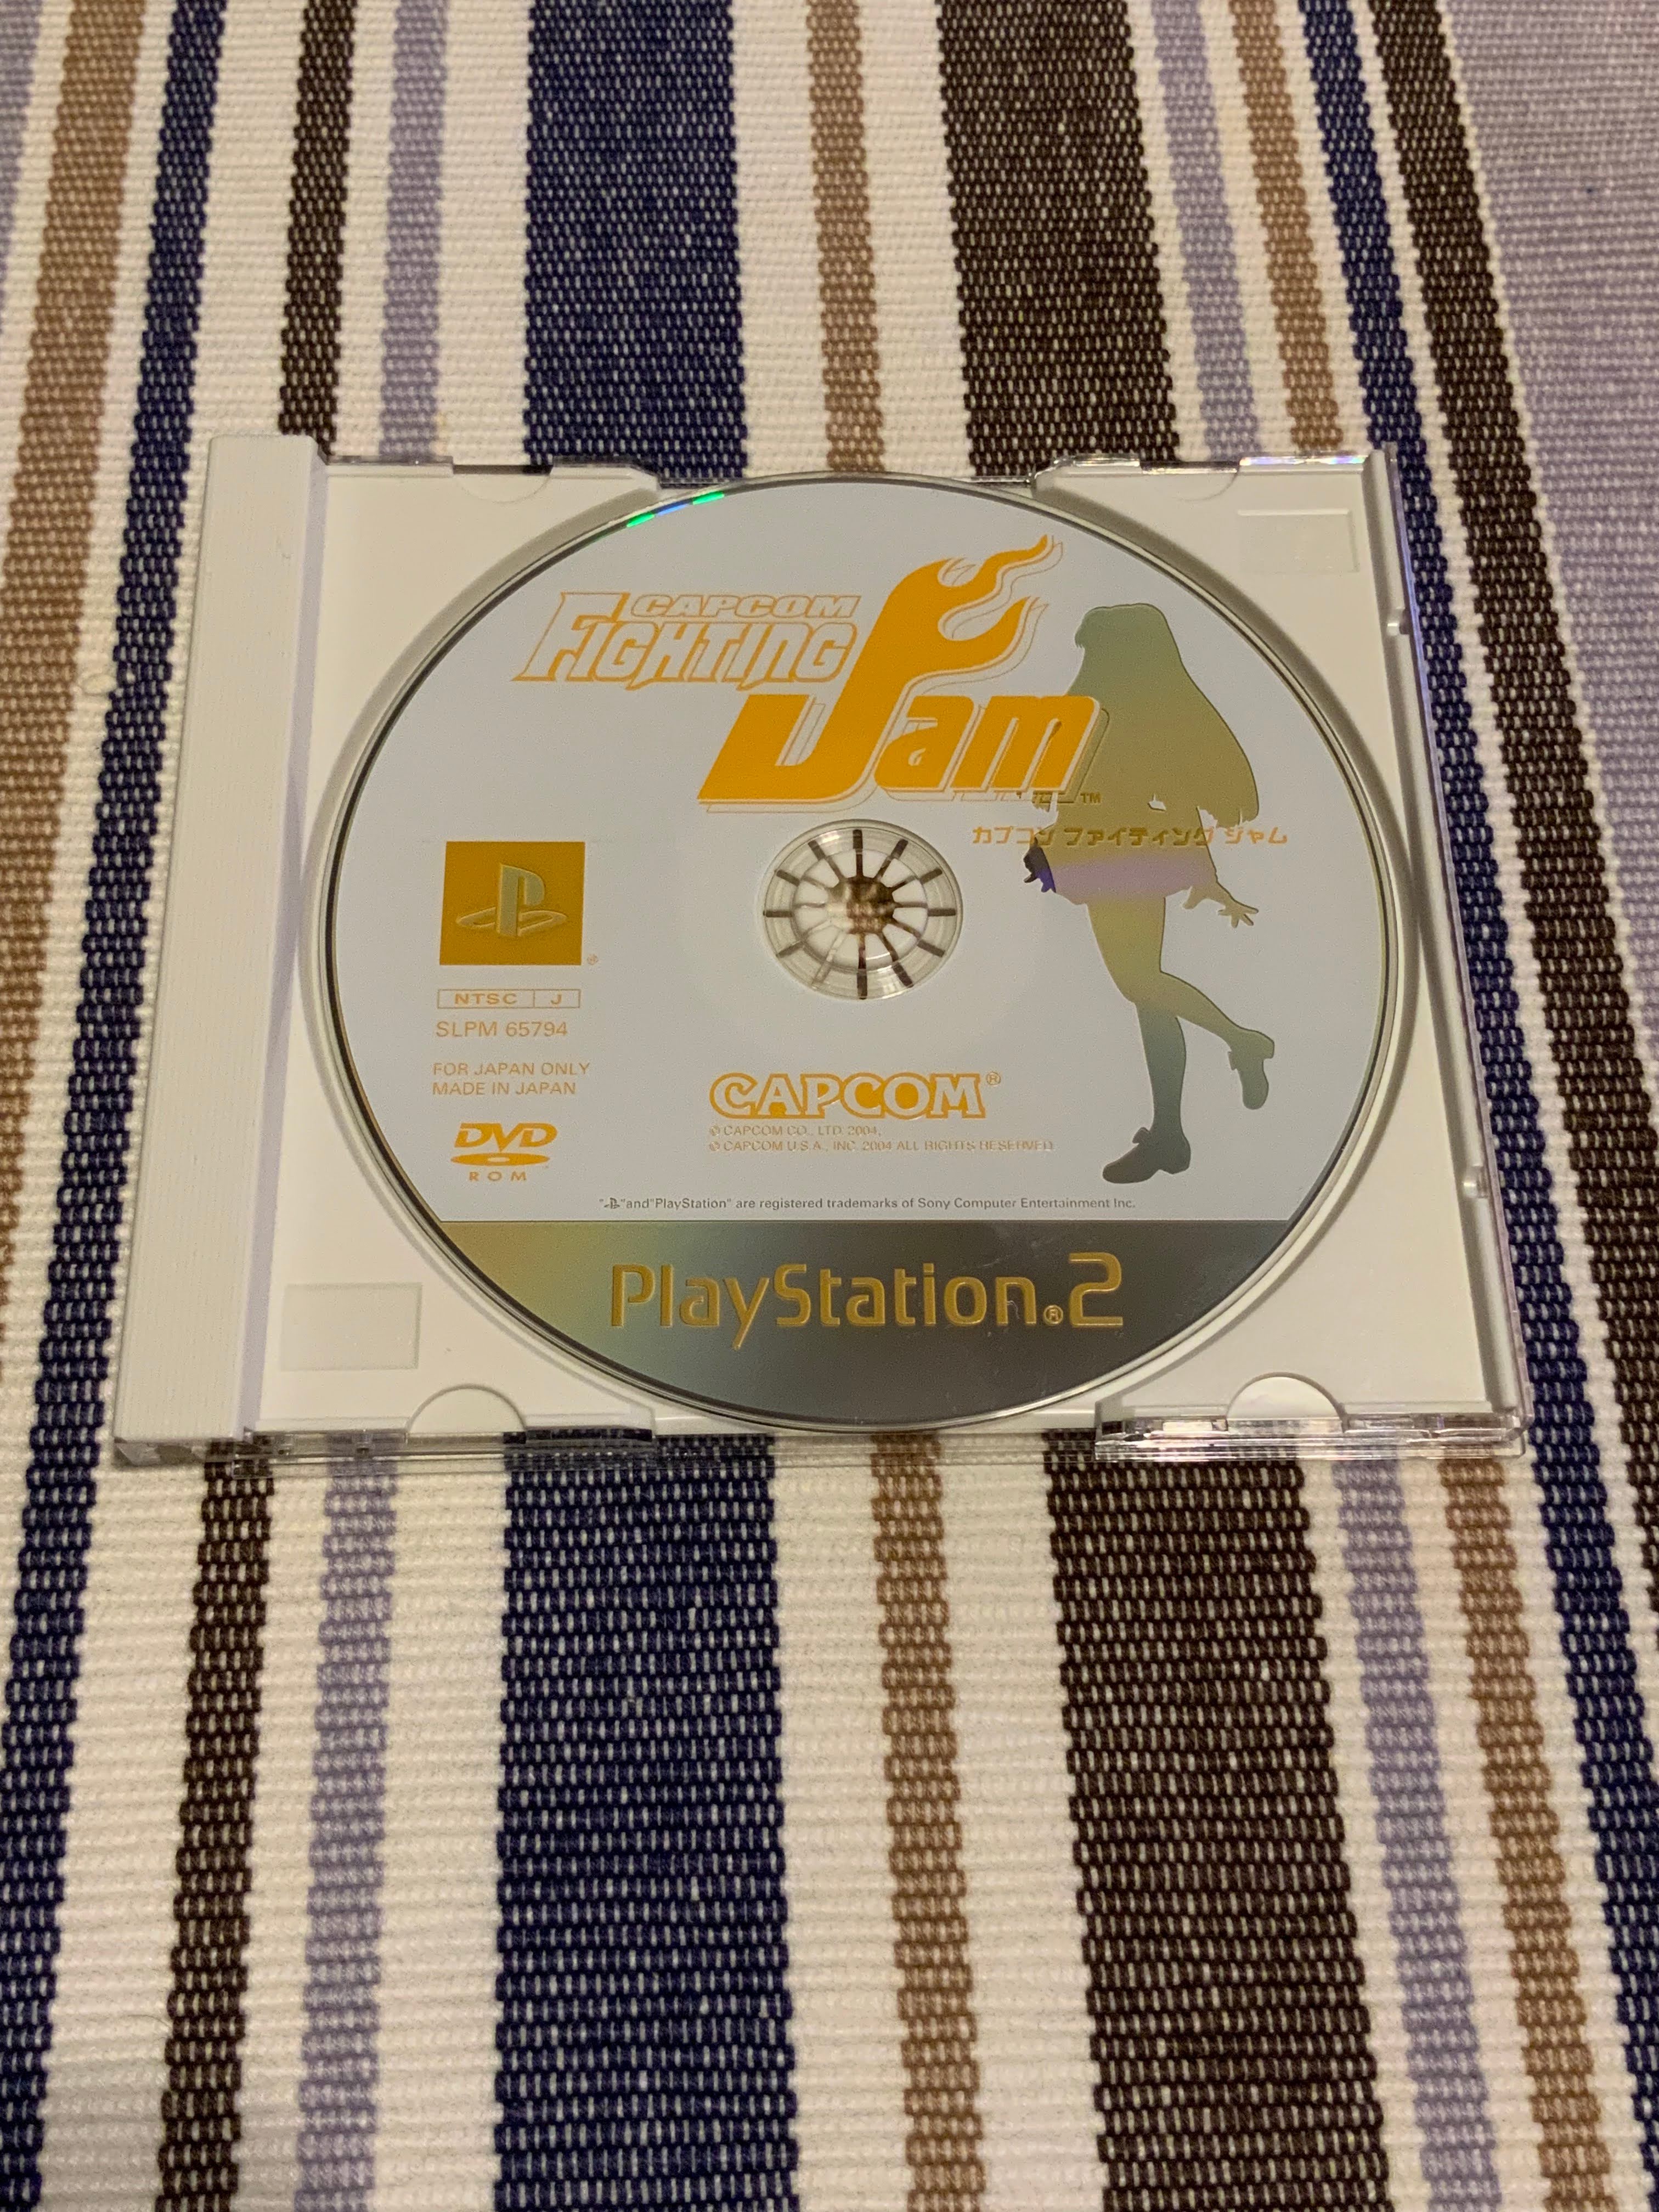 CAPCOM
FIGHTING
Jam
TM
カプコン ファイティング ジャム
®
NTSC J
SLPM 65794
FOR JAPAN ONLY
MADE IN JAPAN
DVD
ROM
CAPCOM®
© CAPCOM CO., LTD. 2004,
© CAPCOM U.S.A., INC. 2004 ALL RIGHTS RESERVED.
" "and"PlayStation" are registered trademarks of Sony Computer Entertainment Inc.
PlayStation®2